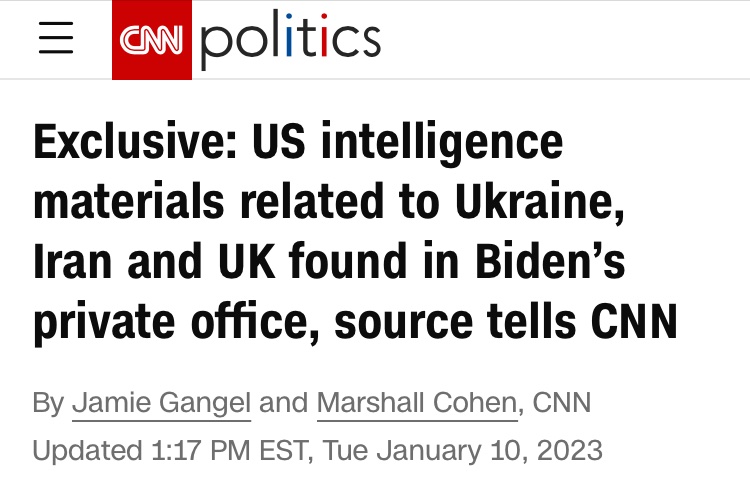 CNN politics
Exclusive: US intelligence
materials related to Ukraine,
Iran and UK found in Biden’s
private office, source tells CNN
By Jamie Gangel and Marshall Cohen, CNN
Updated 1:17 PM EST, Tue January 10, 2023